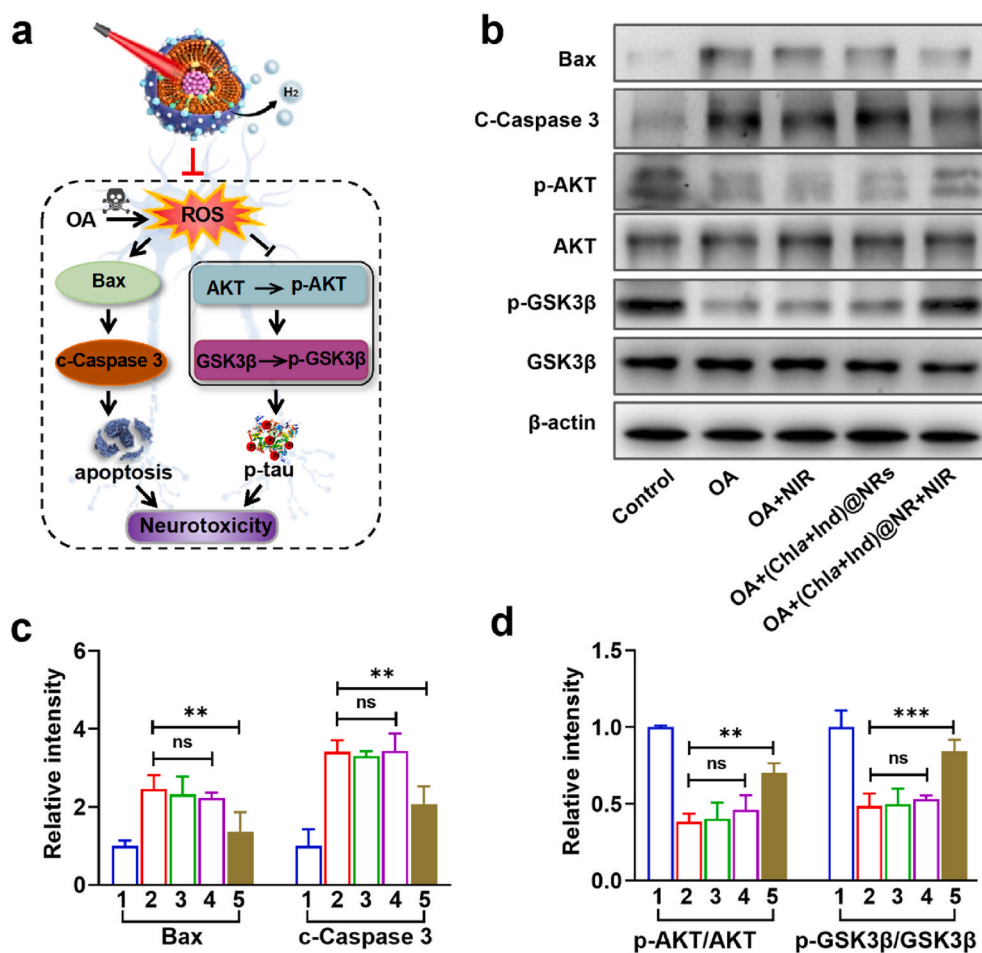 a
H₂
OA
ROS
Bax
AKT → p-AKT
c-Caspase 3
GSK3β→p-GSK3β
apoptosis
p-tau
Neurotoxicity
b
Bax
C-Caspase 3
p-AKT
AKT
p-GSK3β
GSK3β
β-actin
Control
OA
OA+NIR
OA+(Chla+Ind)@NRs
OA+(Chla+Ind)@NR+NIR
c
Relative intensity
6
4
2
0
**
ns
**
ns
1 2 3 4 5 1 2 3 4 5
Bax c-Caspase 3
d
Relative intensity
1.5
1.0
0.5
0.0
**
ns
***
ns
1 2 3 4 5 1 2 3 4 5
p-AKT/AKT p-GSK3β/GSK3β